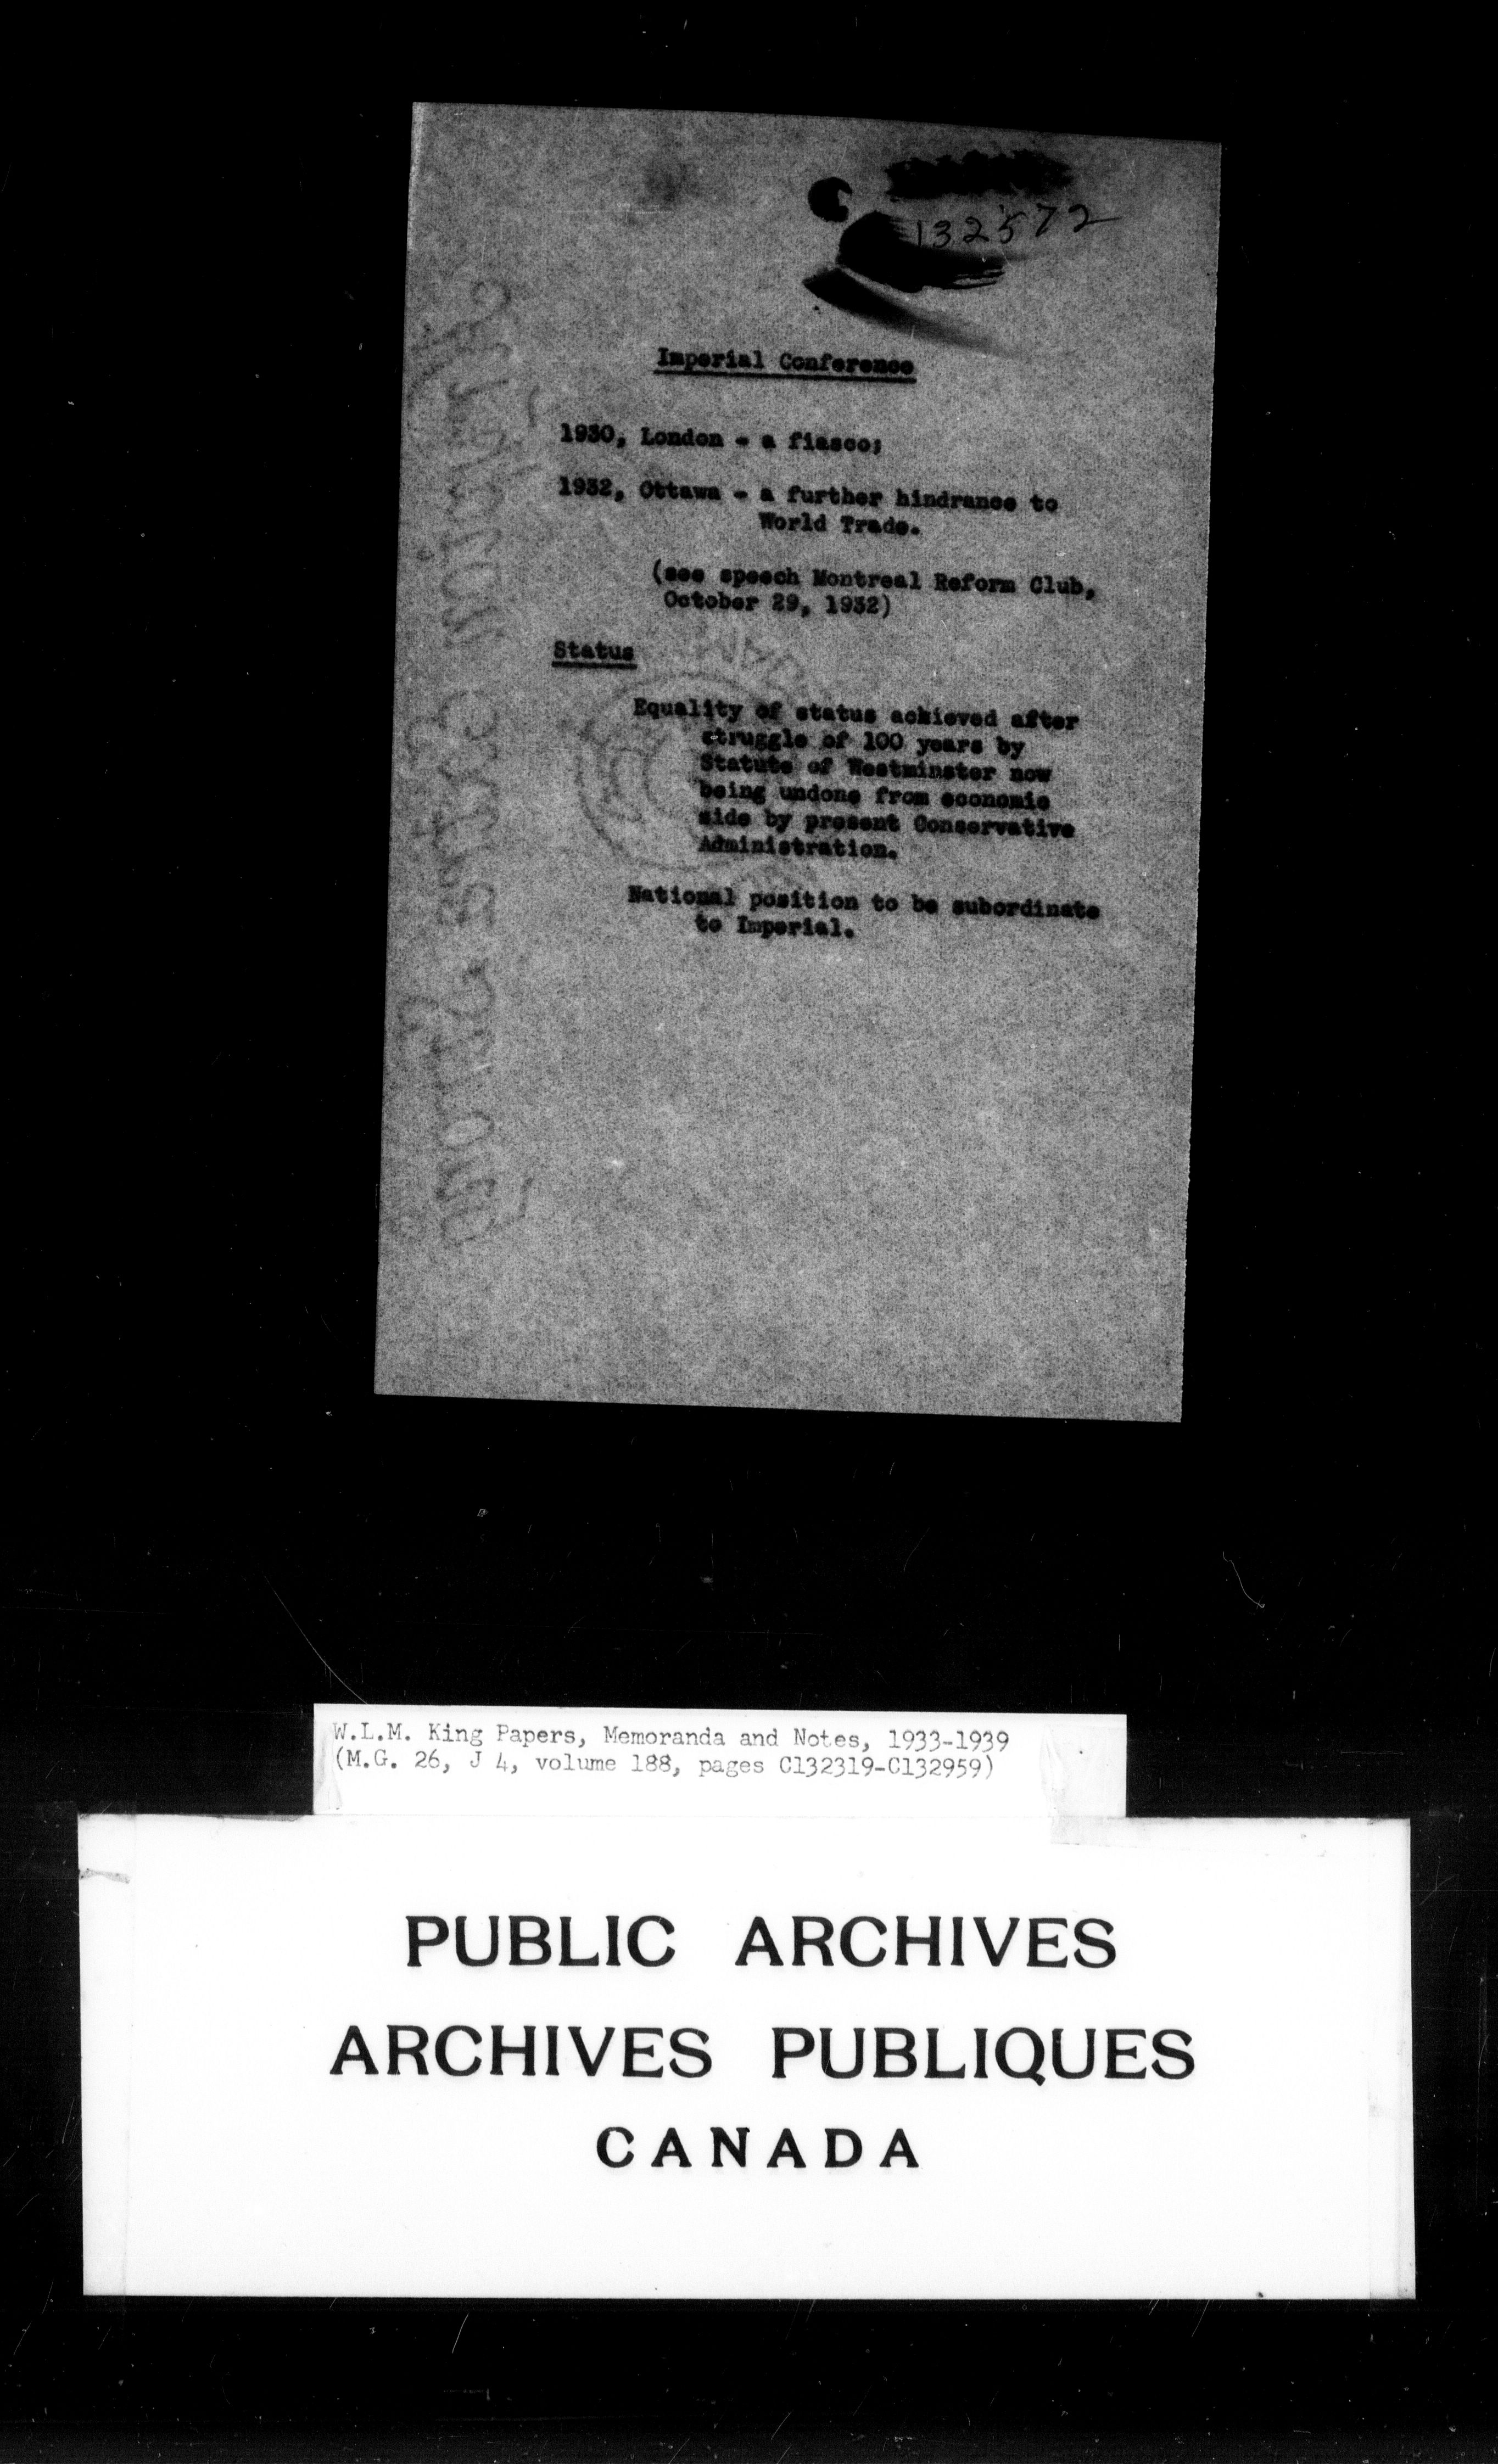 132572
Imperial Conference
1930, London - a fiasco;
1932, Ottawa - a further hindrance to
World Trade.
(see speech Montreal Reform Club,
October 29, 1932)
Status
Equality of status achieved after
struggle of 100 years by
Statute of Westminster now
being undone from economic
side by present Conservative
Administration.
National position to be subordinate
to Imperial.
W.L.M. King Papers, Memoranda and Notes, 1933-1939
(M.G. 26, J 4, volume 188, pages C132319-C132959)
PUBLIC ARCHIVES
ARCHIVES PUBLIQUES
CANADA